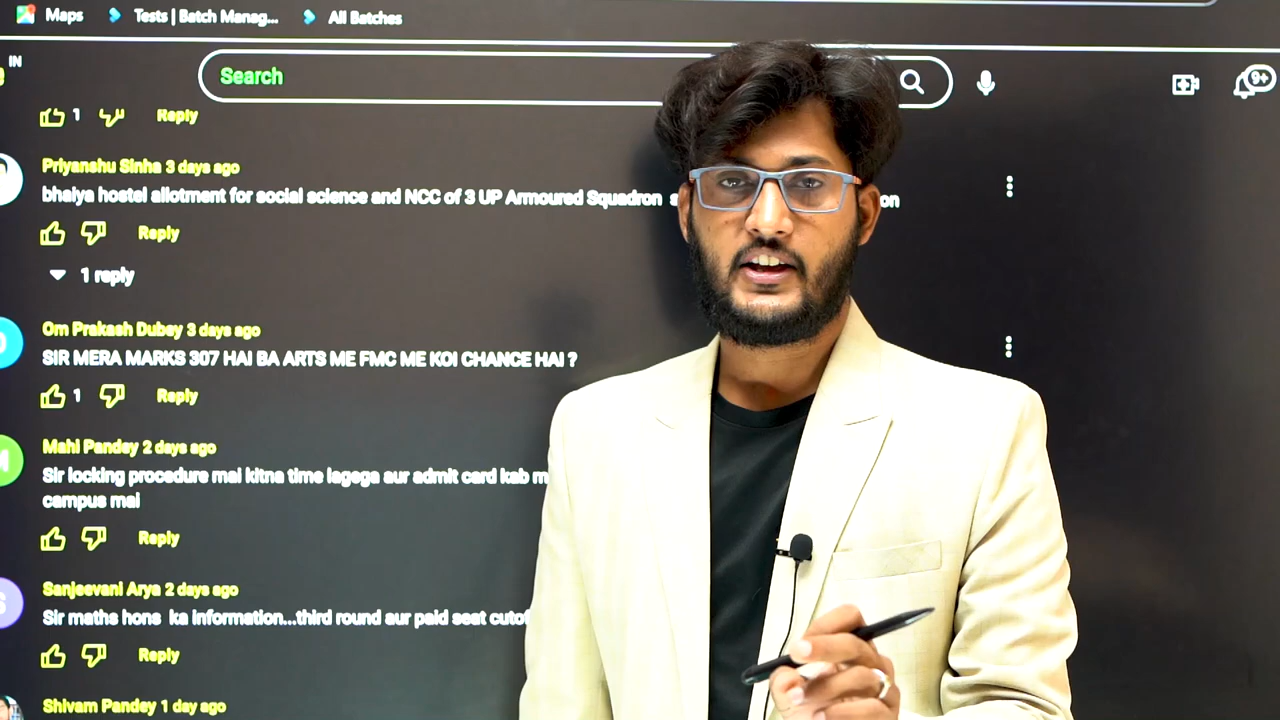 Maps Tests | Batch Manag... All Batches
IN
Search
9+
1 Reply
Priyanshu Sinha 3 days ago
bhaiya hostel allotment for social science and NCC of 3 UP Armoured Squadron
Reply
1 reply
Om Prakash Dubey 3 days ago
SIR MERA MARKS 307 HAI BA ARTS ME FMC ME KOI CHANCE HAI ?
1 Reply
Mahi Pandey 2 days ago
Sir locking procedure mai kitna time lagega aur admit card kab
campus mai
Reply
Sanjeevani Arya 2 days ago
Sir maths hons ka information...third round aur paid seat
Reply
Shivam Pandey 1 day ago